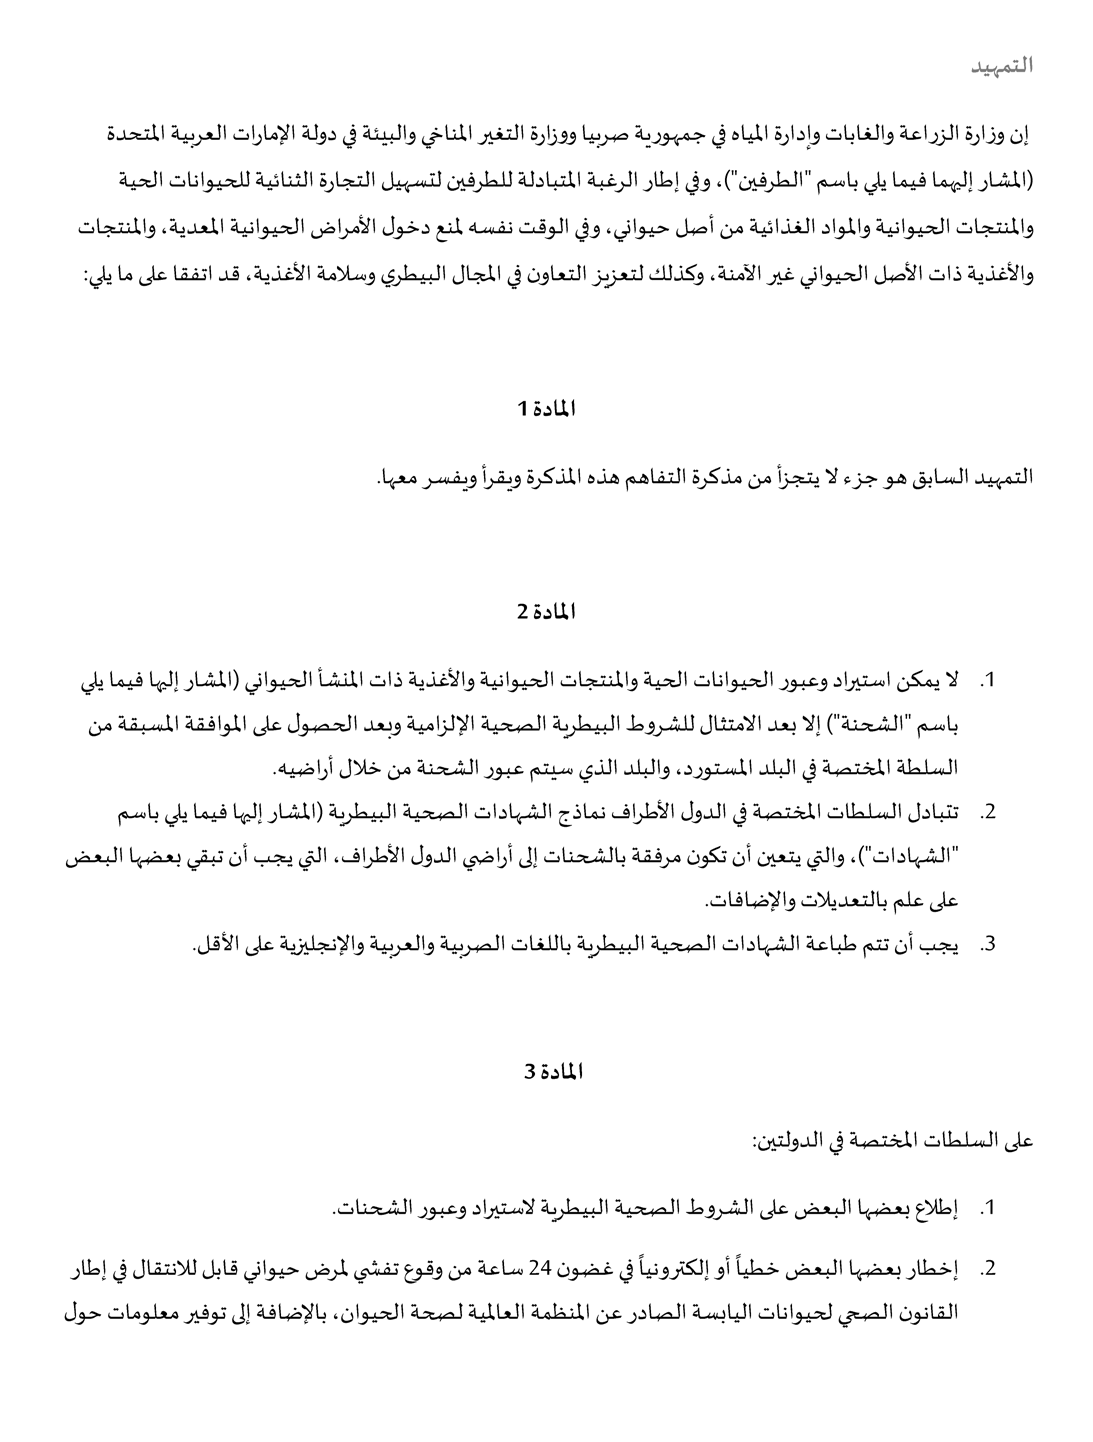 التمهيد
إن وزارة الزراعة والغابات وإدارة المياه في جمهورية صربيا ووزارة التغير المناخي والبيئة في دولة الإمارات العربية المتحدة
(المشار إليهما فيما يلي باسم "الطرفين")، وفي إطار الرغبة المتبادلة للطرفين لتسهيل التجارة الثنائية للحيوانات الحية
والمنتجات الحيوانية والمواد الغذائية من أصل حيواني، وفي الوقت نفسه لمنع دخول الأمراض الحيوانية المعدية، والمنتجات
والأغذية ذات الأصل الحيواني غير الآمنة، وكذلك لتعزيز التعاون في المجال البيطري وسلامة الأغذية، قد اتفقا على ما يلي:
المادة 1
التمهيد السابق هو جزء لا يتجزأ من مذكرة التفاهم هذه المذكرة ويقرأ ويفسر معها.
المادة 2
1. لا يمكن استيراد وعبور الحيوانات الحية والمنتجات الحيوانية والأغذية ذات المنشأ الحيواني (المشار إليها فيما يلي
باسم "الشحنة") إلا بعد الامتثال للشروط البيطرية الصحية الإلزامية وبعد الحصول على الموافقة المسبقة من
السلطة المختصة في البلد المستورد، والبلد الذي سيتم عبور الشحنة من خلال أراضيه.
2. تتبادل السلطات المختصة في الدول الأطراف نماذج الشهادات الصحية البيطرية (المشار إليها فيما يلي باسم
"الشهادات")، والتي يتعين أن تكون مرفقة بالشحنات إلى أراضي الدول الأطراف، التي يجب أن تبقي بعضها البعض
على علم بالتعديلات والإضافات.
3. يجب أن تتم طباعة الشهادات الصحية البيطرية باللغات الصربية والعربية والإنجليزية على الأقل.
المادة 3
على السلطات المختصة في الدولتين:
1. إطلاع بعضها البعض على الشروط الصحية البيطرية لاستيراد وعبور الشحنات.
2. إخطار بعضها البعض خطياً أو إلكترونياً في غضون 24 ساعة من وقوع تفشي لمرض حيواني قابل للانتقال في إطار
القانون الصحي لحيوانات اليابسة الصادر عن المنظمة العالمية لصحة الحيوان، بالإضافة إلى توفير معلومات حول